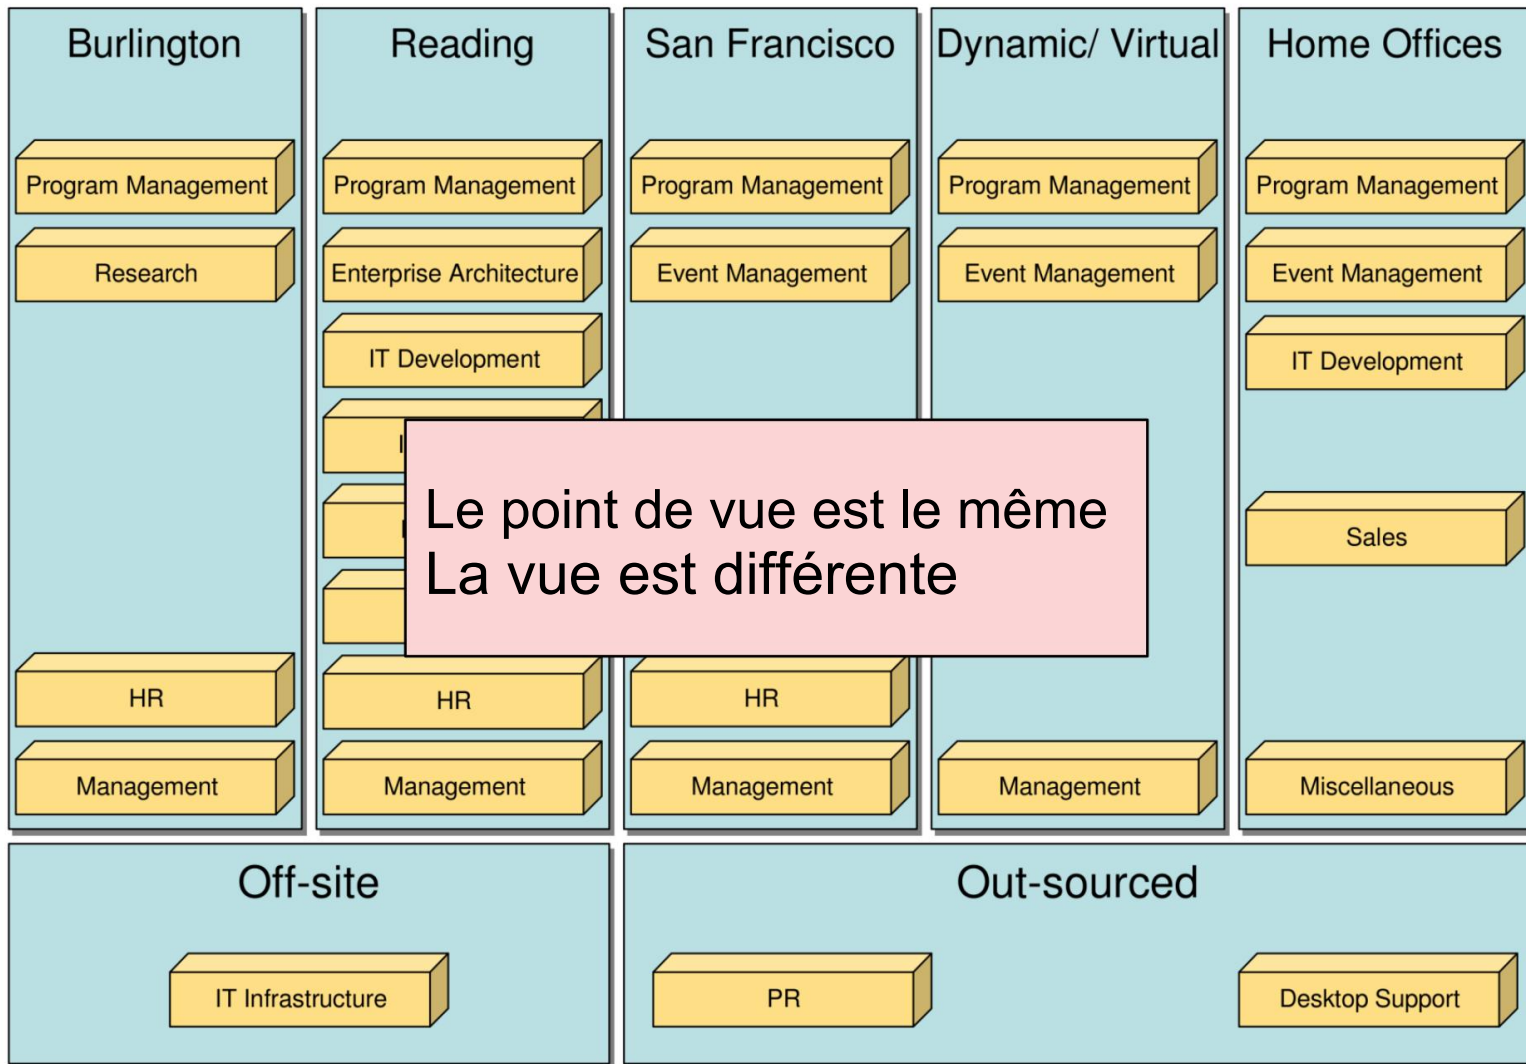 Burlington
Program Management
Research
HR
Management
Reading
Program Management
Enterprise Architecture
IT Development
HR
Management
San Francisco
Program Management
Event Management
HR
Management
Dynamic/ Virtual
Program Management
Event Management
Management
Home Offices
Program Management
Event Management
IT Development
Sales
Miscellaneous
Le point de vue est le même
La vue est différente
Off-site
IT Infrastructure
Out-sourced
PR
Desktop Support